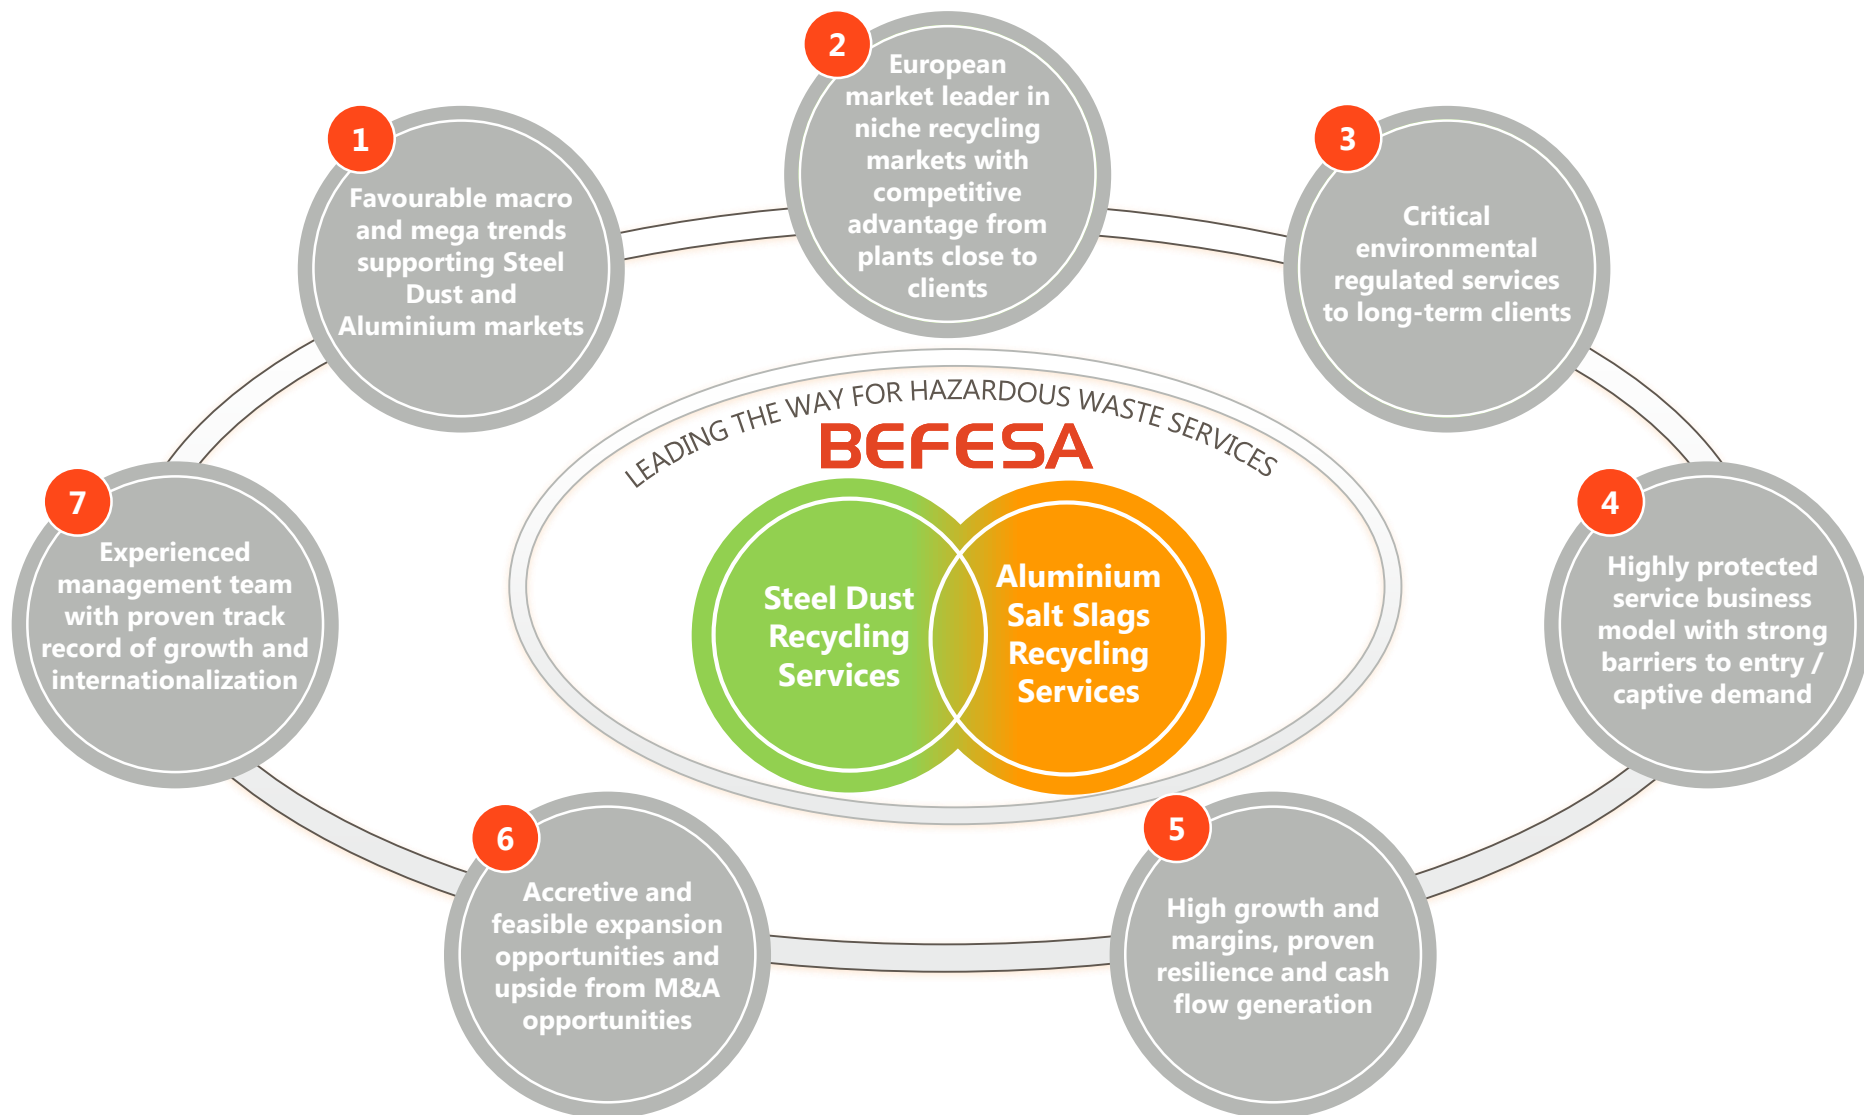 1
Favourable macro
and mega trends
supporting Steel
Dust and
Aluminium markets
2
European
market leader in
niche recycling
markets with
competitive
advantage from
plants close to
clients
3
Critical
environmental
regulated services
to long-term clients
4
Highly protected
service business
model with strong
barriers to entry /
captive demand
5
High growth and
margins, proven
resilience and cash
flow generation
6
Accretive and
feasible expansion
opportunities and
upside from M&A
opportunities
7
Experienced
management team
with proven track
record of growth and
internationalization
LEADING THE WAY FOR HAZARDOUS WASTE SERVICES
BEFESA
Steel Dust
Recycling
Services
Aluminium
Salt Slags
Recycling
Services